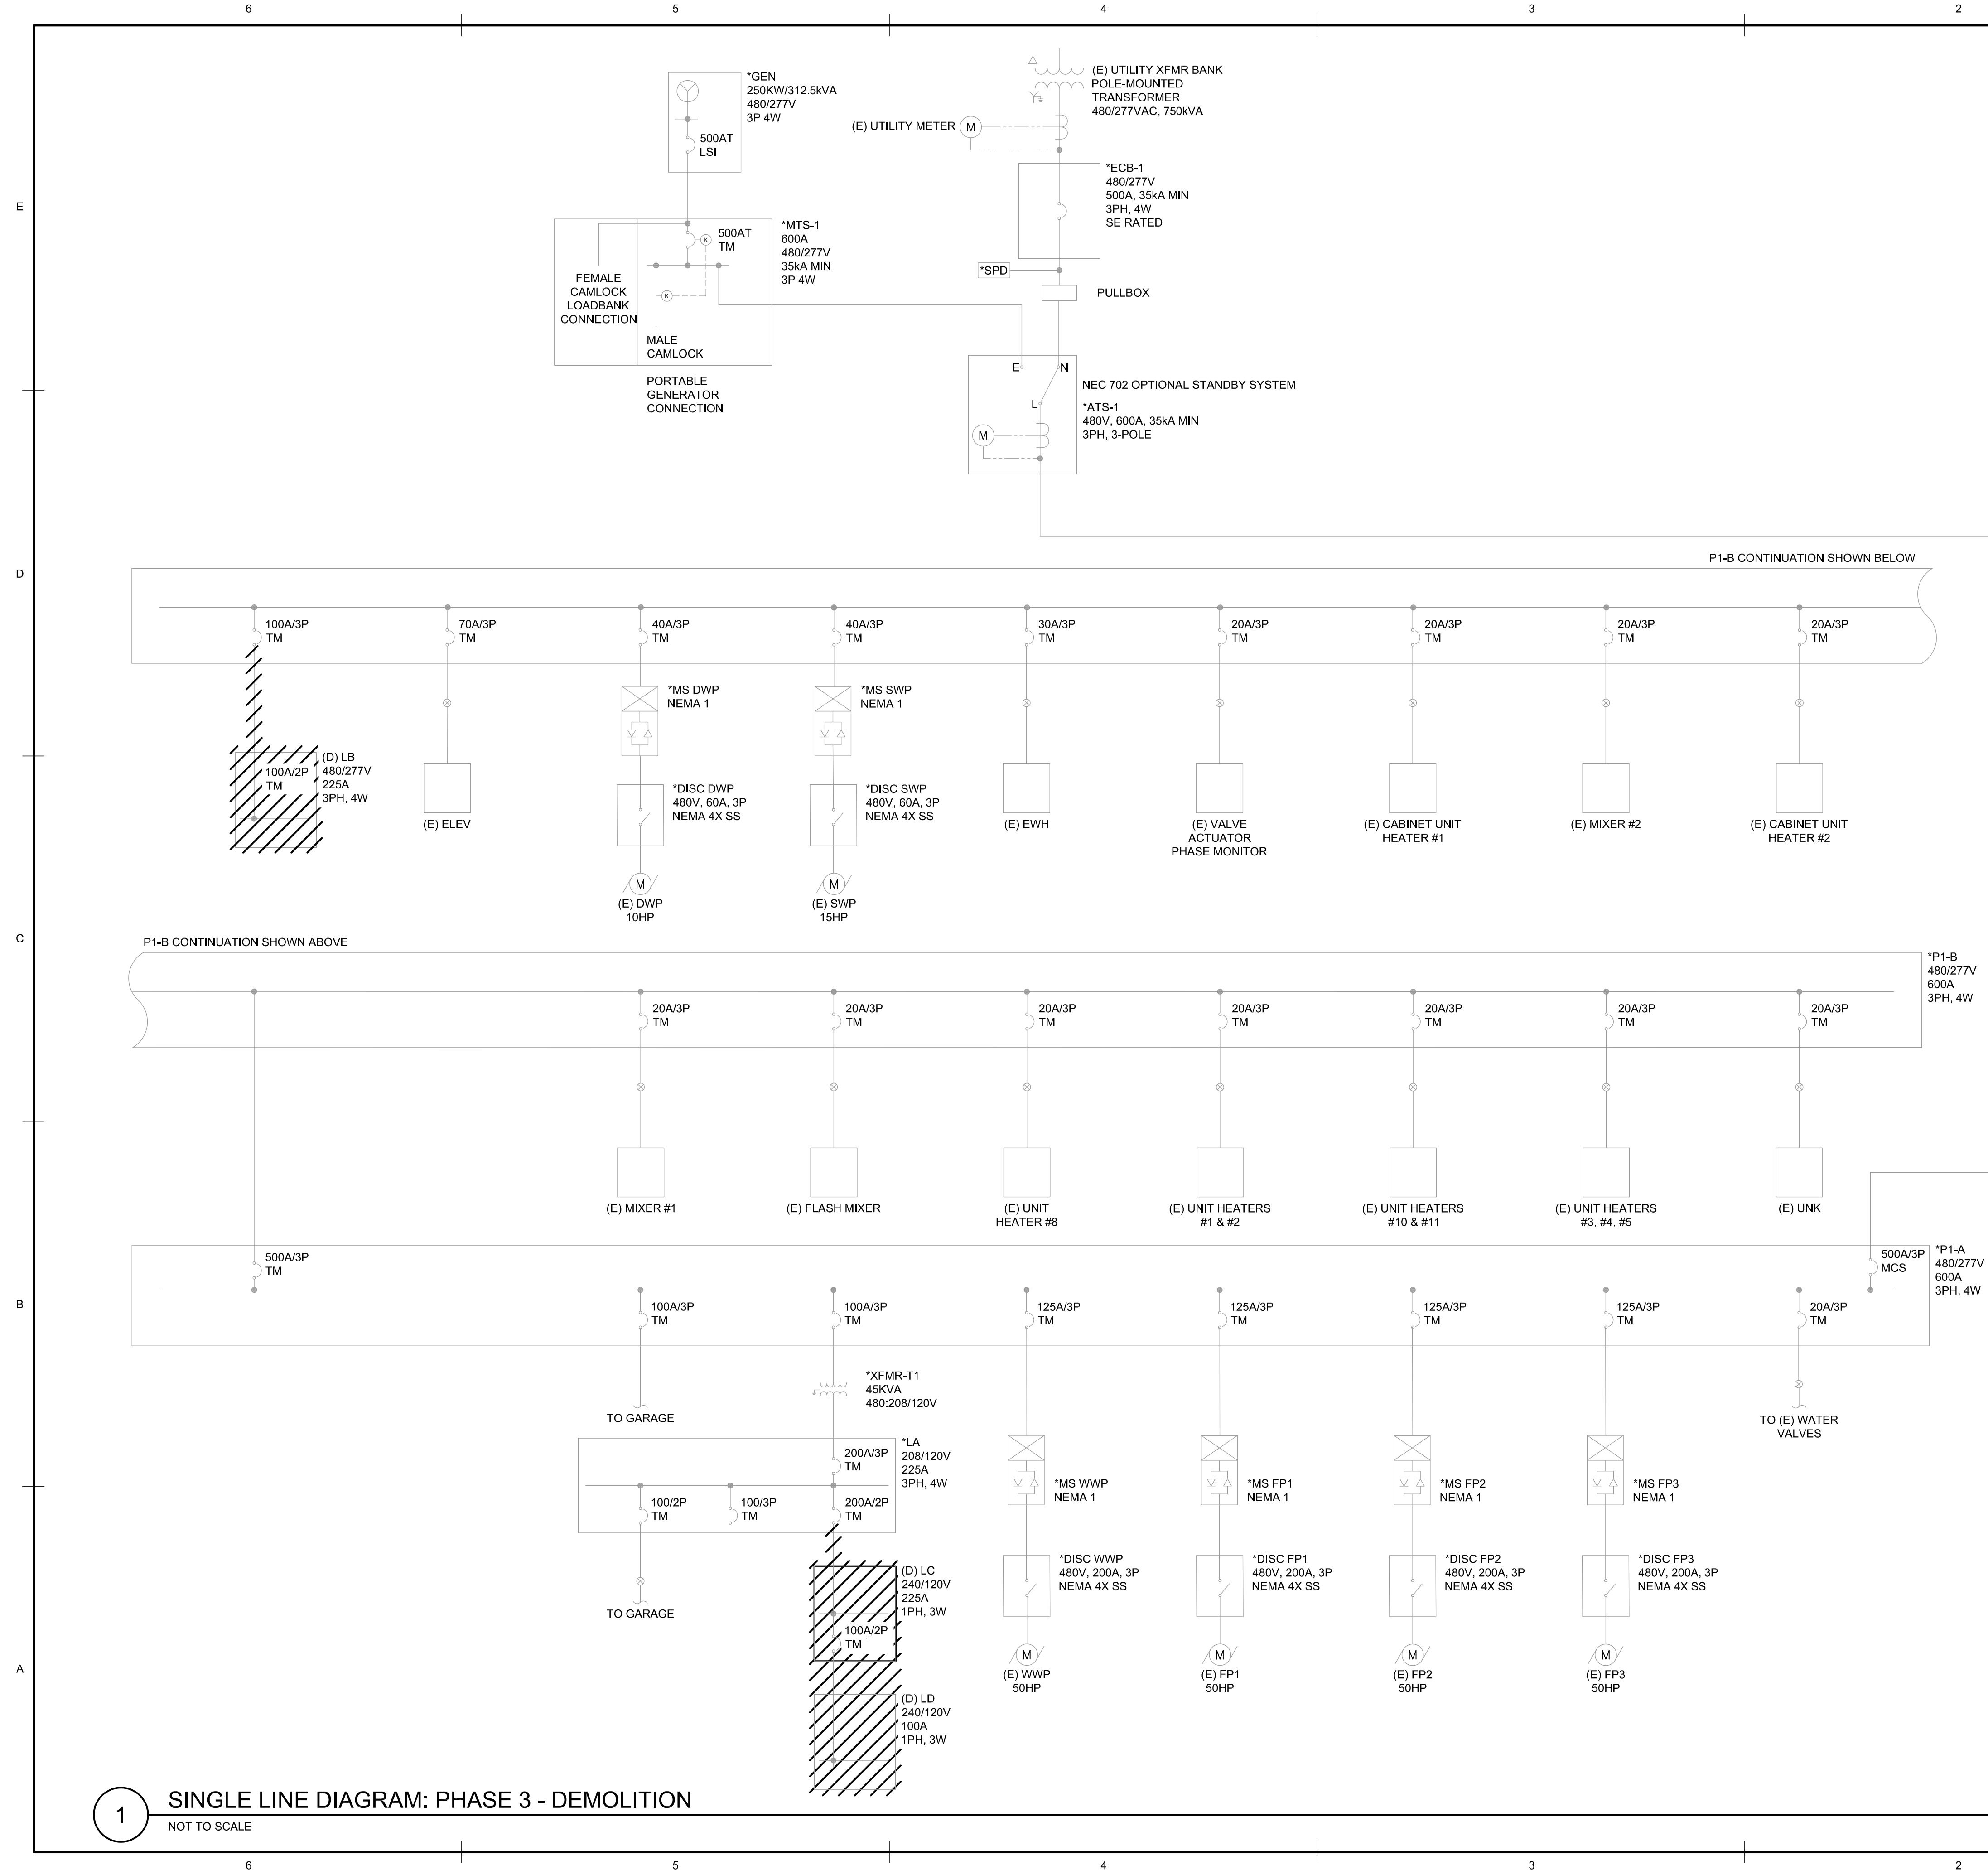 6
5
4
3
2
E
D
C
B
A
*GEN
250KW/312.5kVA
480/277V
3P 4W
500AT
LSI
(E) UTILITY XFMR BANK
POLE-MOUNTED
TRANSFORMER
480/277VAC, 750kVA
(E) UTILITY METER
M
*ECB-1
480/277V
500A, 35kA MIN
3PH, 4W
SE RATED
*SPD
PULLBOX
500AT
TM
K
K
*MTS-1
600A
480/277V
35kA MIN
3P 4W
FEMALE
CAMLOCK
LOADBANK
CONNECTION
MALE
CAMLOCK
PORTABLE
GENERATOR
CONNECTION
E
N
L
M
NEC 702 OPTIONAL STANDBY SYSTEM
*ATS-1
480V, 600A, 35kA MIN
3PH, 3-POLE
P1-B CONTINUATION SHOWN BELOW
100A/3P
TM
70A/3P
TM
40A/3P
TM
40A/3P
TM
30A/3P
TM
20A/3P
TM
20A/3P
TM
20A/3P
TM
20A/3P
TM
*MS DWP
NEMA 1
*MS SWP
NEMA 1
100A/2P
TM
(D) LB
480/277V
225A
3PH, 4W
(E) ELEV
*DISC DWP
480V, 60A, 3P
NEMA 4X SS
*DISC SWP
480V, 60A, 3P
NEMA 4X SS
(E) EWH
(E) VALVE
ACTUATOR
PHASE MONITOR
(E) CABINET UNIT
HEATER #1
(E) MIXER #2
(E) CABINET UNIT
HEATER #2
M
(E) DWP
10HP
M
(E) SWP
15HP
P1-B CONTINUATION SHOWN ABOVE
*P1-B
480/277V
600A
3PH, 4W
20A/3P
TM
20A/3P
TM
20A/3P
TM
20A/3P
TM
20A/3P
TM
20A/3P
TM
20A/3P
TM
(E) MIXER #1
(E) FLASH MIXER
(E) UNIT
HEATER #8
(E) UNIT HEATERS
#1 & #2
(E) UNIT HEATERS
#10 & #11
(E) UNIT HEATERS
#3, #4, #5
(E) UNK
500A/3P
TM
500A/3P
MCS
*P1-A
480/277V
600A
3PH, 4W
100A/3P
TM
100A/3P
TM
125A/3P
TM
125A/3P
TM
125A/3P
TM
125A/3P
TM
20A/3P
TM
*XFMR-T1
45KVA
480:208/120V
TO GARAGE
TO (E) WATER
VALVES
200A/3P
TM
*LA
208/120V
225A
3PH, 4W
100/2P
TM
100/3P
TM
200A/2P
TM
*MS WWP
NEMA 1
*MS FP1
NEMA 1
*MS FP2
NEMA 1
*MS FP3
NEMA 1
TO GARAGE
(D) LC
240/120V
225A
1PH, 3W
100A/2P
TM
*DISC WWP
480V, 200A, 3P
NEMA 4X SS
*DISC FP1
480V, 200A, 3P
NEMA 4X SS
*DISC FP2
480V, 200A, 3P
NEMA 4X SS
*DISC FP3
480V, 200A, 3P
NEMA 4X SS
M
(E) WWP
50HP
M
(E) FP1
50HP
M
(E) FP2
50HP
M
(E) FP3
50HP
(D) LD
240/120V
100A
1PH, 3W
1
SINGLE LINE DIAGRAM: PHASE 3 - DEMOLITION
NOT TO SCALE
6
5
4
3
2